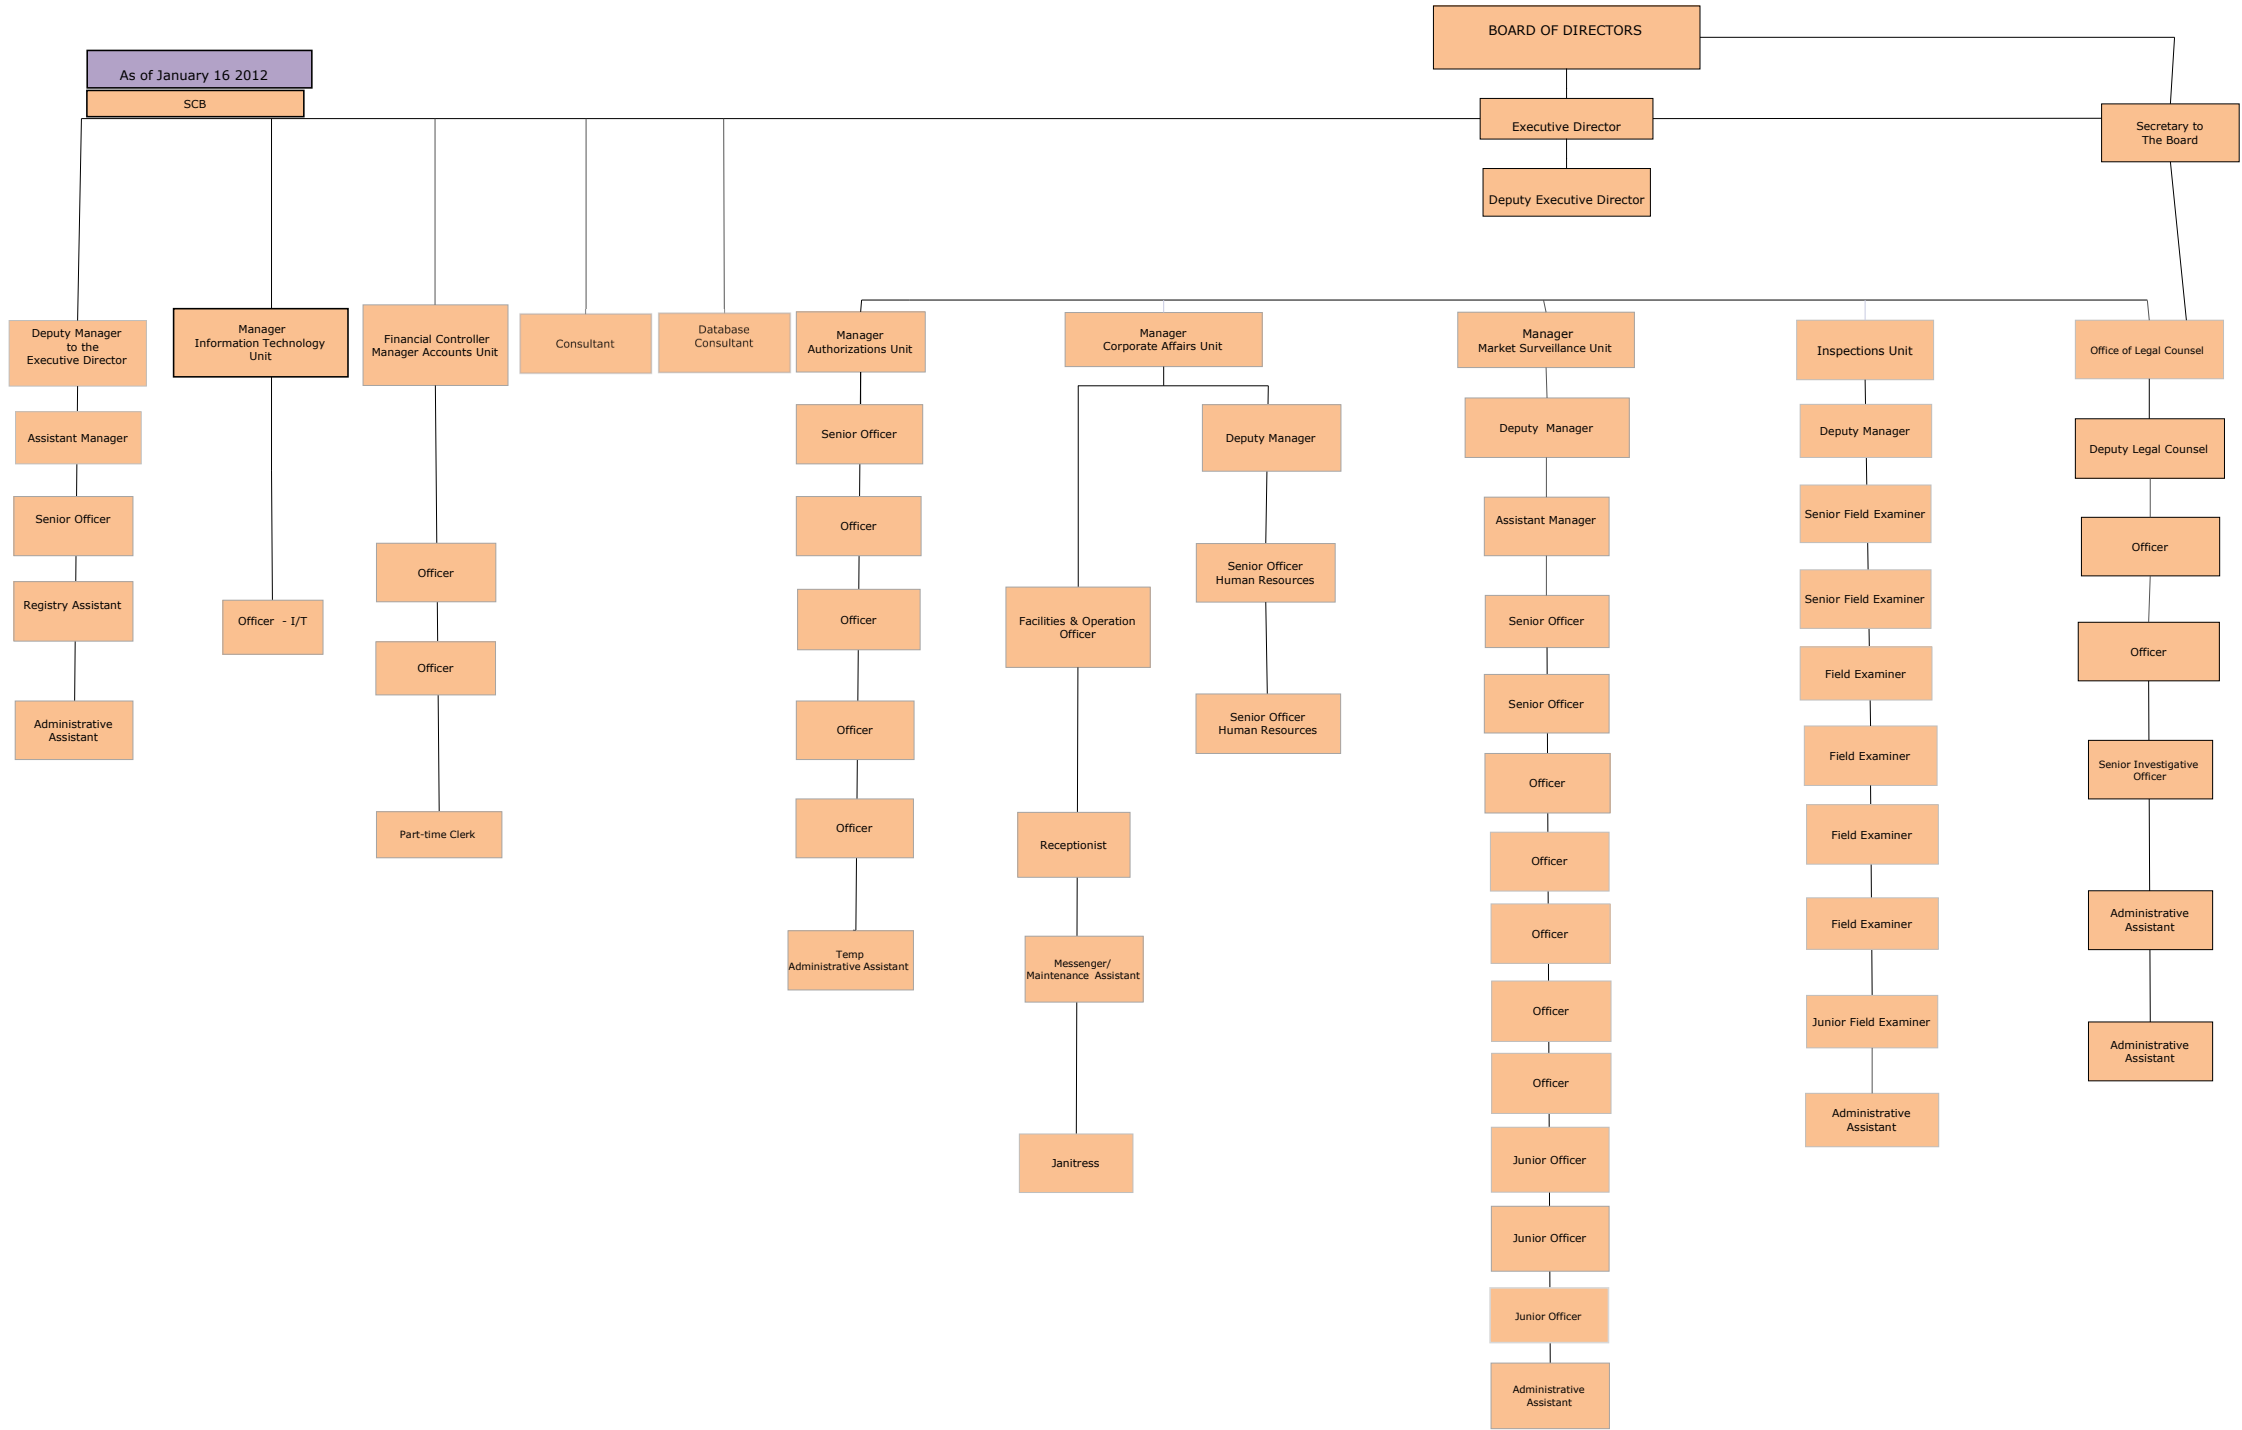 BOARD OF DIRECTORS
As of January 16 2012
SCB
Executive Director
Secretary to
The Board
Deputy Executive Director
Deputy Manager
to the
Executive Director
Assistant Manager
Senior Officer
Registry Assistant
Administrative
Assistant
Manager
Information Technology
Unit
Officer - I/T
Financial Controller
Manager Accounts Unit
Officer
Officer
Part-time Clerk
Consultant
Database
Consultant
Manager
Authorizations Unit
Senior Officer
Officer
Officer
Officer
Officer
Temp
Administrative Assistant
Manager
Corporate Affairs Unit
Facilities & Operation
Officer
Receptionist
Messenger/
Maintenance Assistant
Janitress
Deputy Manager
Senior Officer
Human Resources
Senior Officer
Human Resources
Manager
Market Surveillance Unit
Deputy Manager
Assistant Manager
Senior Officer
Senior Officer
Officer
Officer
Officer
Officer
Officer
Junior Officer
Junior Officer
Junior Officer
Administrative
Assistant
Inspections Unit
Deputy Manager
Senior Field Examiner
Senior Field Examiner
Field Examiner
Field Examiner
Field Examiner
Field Examiner
Junior Field Examiner
Administrative
Assistant
Office of Legal Counsel
Deputy Legal Counsel
Officer
Officer
Senior Investigative
Officer
Administrative
Assistant
Administrative
Assistant